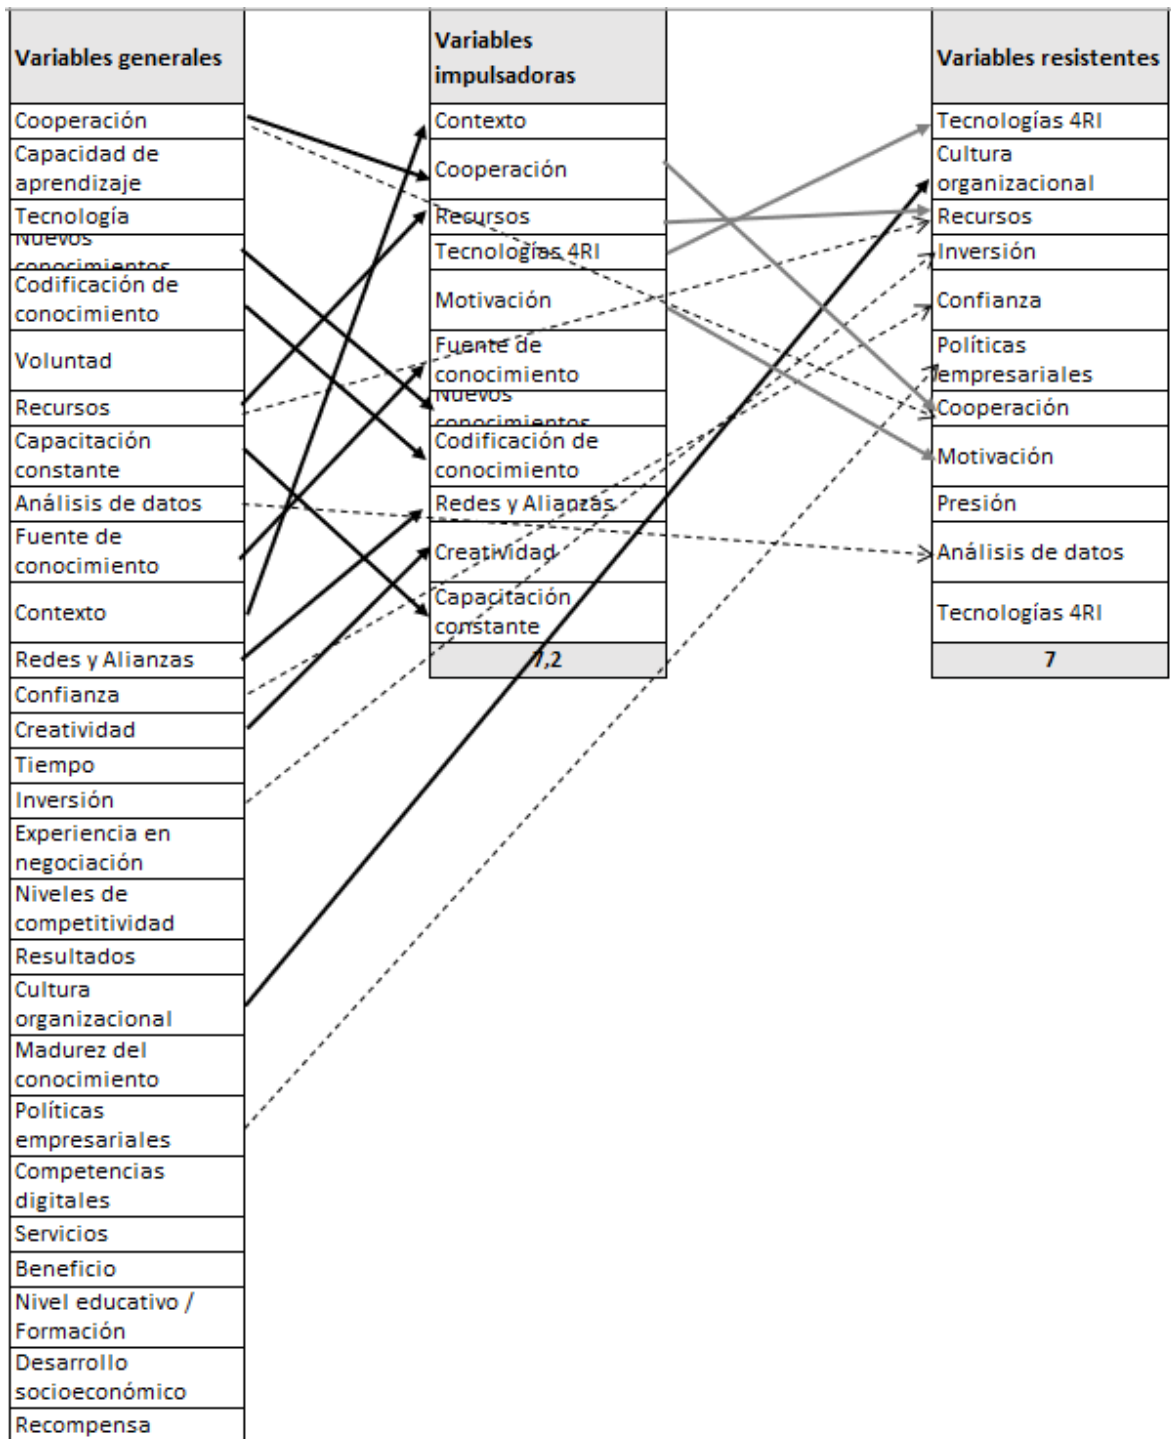 Variables generales
Cooperación
Capacidad de
aprendizaje
Tecnología
Nuevos
conocimientos
Codificación de
conocimiento
Voluntad
Recursos
Capacitación
constante
Análisis de datos
Fuente de
conocimiento
Contexto
Redes y Alianzas
Confianza
Creatividad
Tiempo
Inversión
Experiencia en
negociación
Niveles de
competitividad
Resultados
Cultura
organizacional
Madurez del
conocimiento
Políticas
empresariales
Competencias
digitales
Servicios
Beneficio
Nivel educativo /
Formación
Desarrollo
socioeconómico
Recompensa
Variables
impulsadoras
Contexto
Cooperación
Recursos
Tecnologías 4RI
Motivación
Fuente de
conocimiento
Nuevos
conocimientos
Codificación de
conocimiento
Redes y Alianzas
Creatividad
Capacitación
constante
7,2
Variables resistentes
Tecnologías 4RI
Cultura
organizacional
Recursos
Inversión
Confianza
Políticas
empresariales
Cooperación
Motivación
Presión
Análisis de datos
Tecnologías 4RI
7